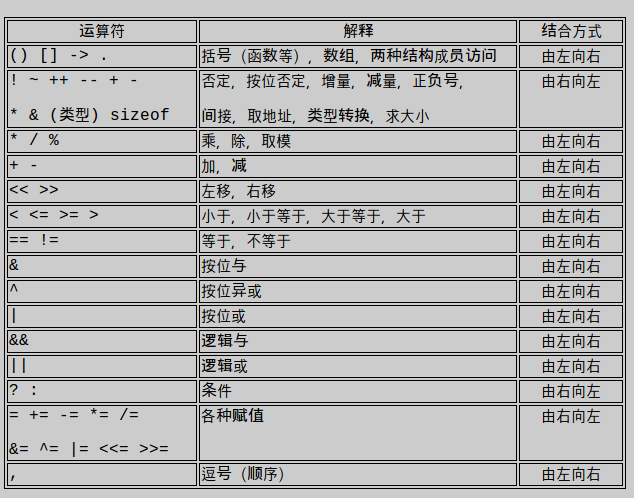 运算符 解释 结合方式
() [] -> . 括号（函数等），数组，两种结构成员访问 由左向右
! ~ ++ -- + - 否定，按位否定，增量，减量，正负号， 由右向左
* & (类型) sizeof 间接，取地址，类型转换，求大小
* / % 乘，除，取模 由左向右
+ - 加，减 由左向右
<< >> 左移，右移 由左向右
< <= >= > 小于，小于等于，大于等于，大于 由左向右
== != 等于，不等于 由左向右
& 按位与 由左向右
^ 按位异或 由左向右
| 按位或 由左向右
&& 逻辑与 由左向右
|| 逻辑或 由左向右
? : 条件 由右向左
= += -= *= /= 各种赋值 由右向左
&= ^= |= <<= >>=
, 逗号（顺序） 由左向右